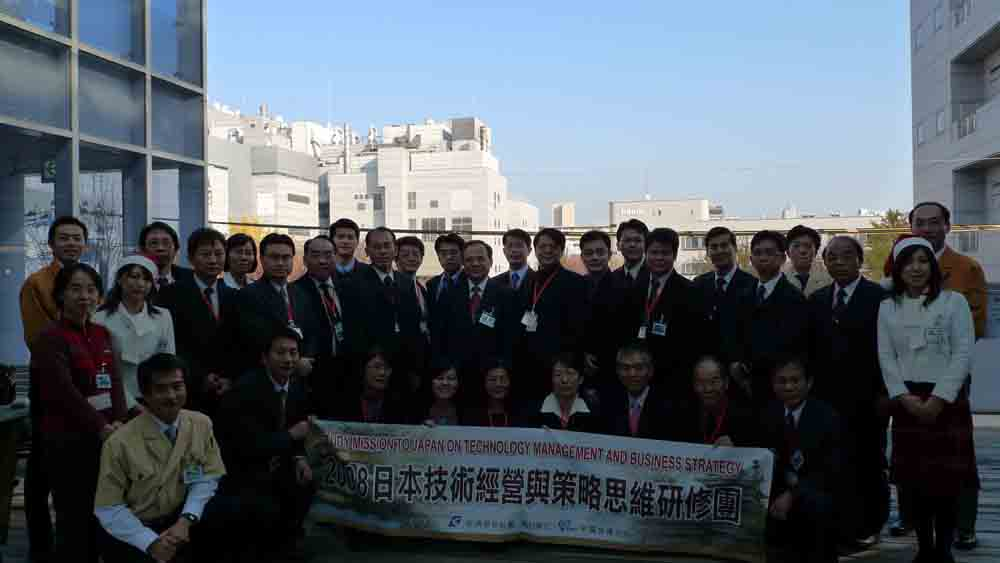 UDY MISSION TO JAPAN ON TECHNOLOGY MANAGEMENT AND BUSINESS STRATEGY
2008日本技術經營與策略思維研修團